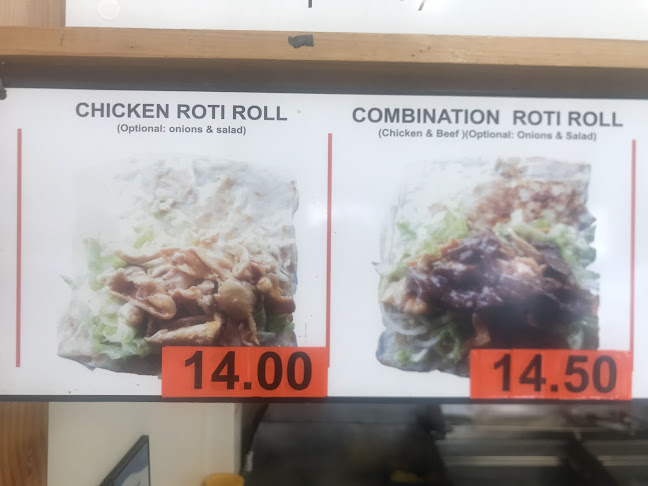 CHICKEN ROTI ROLL
(Optional: onions & salad)
14.00
COMBINATION ROTI ROLL
(Chicken & Beef )(Optional: Onions & Salad)
14.50